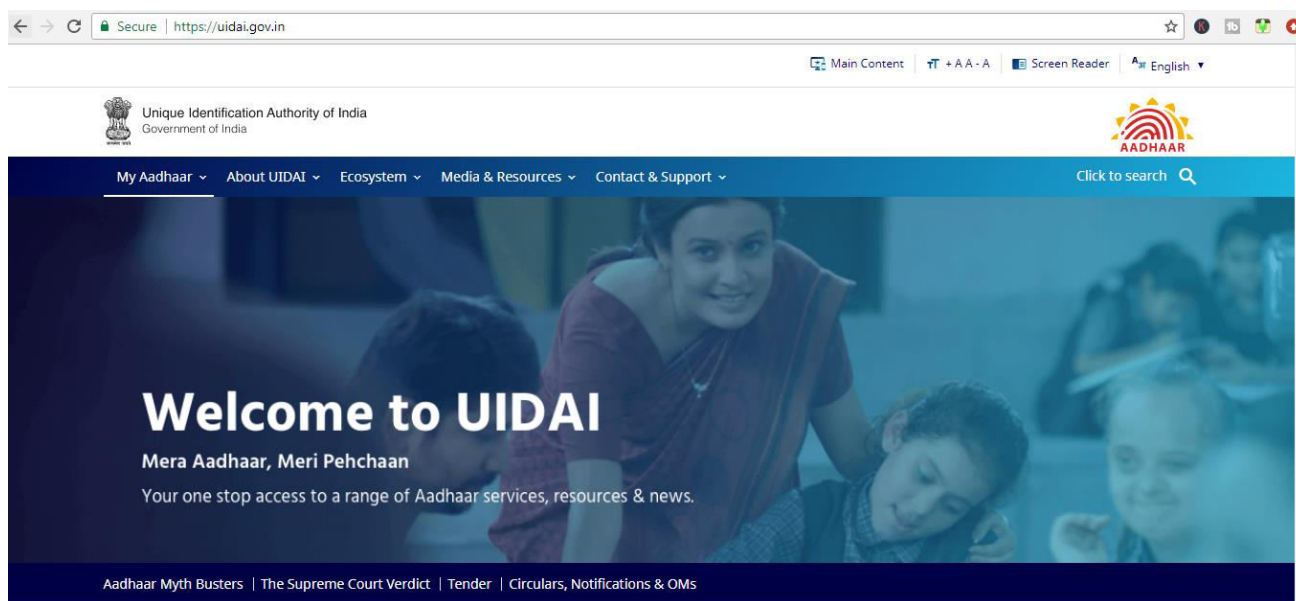 Secure | https://uidai.gov.in
Main Content | TT + A A - A | Screen Reader | English
Unique Identification Authority of India
Government of India
AADHAAR
My Aadhaar About UIDAI Ecosystem Media & Resources Contact & Support Click to search
Welcome to UIDAI
Mera Aadhaar, Meri Pehchaan
Your one stop access to a range of Aadhaar services, resources & news.
Aadhaar Myth Busters | The Supreme Court Verdict | Tender | Circulars, Notifications & OMs